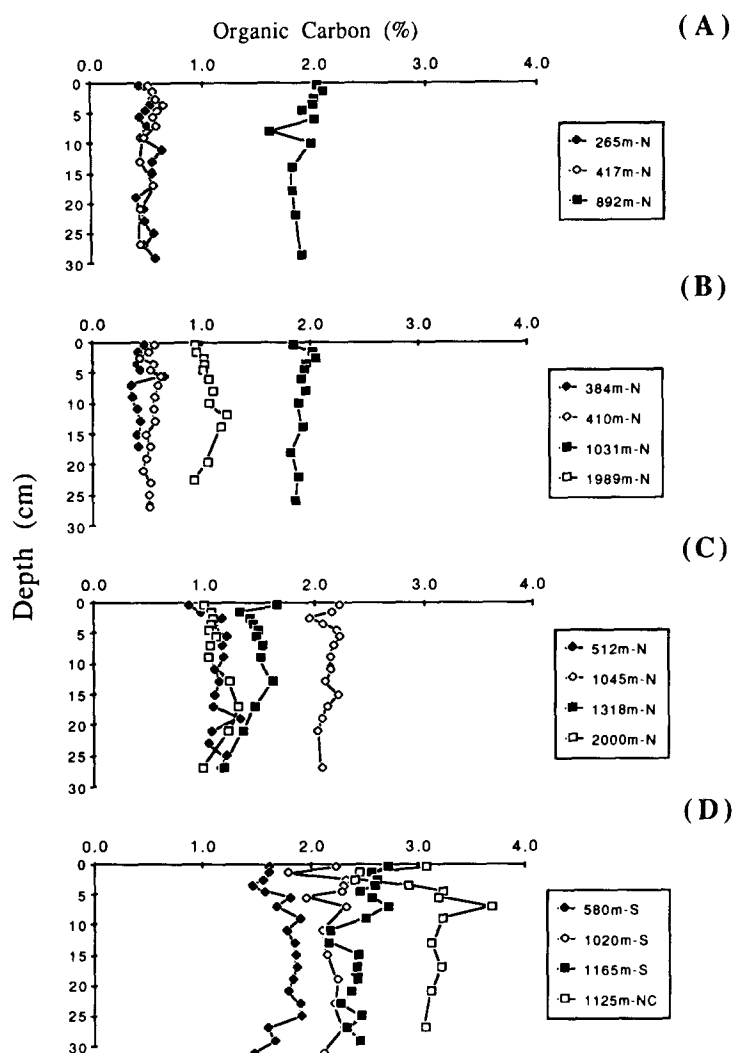 (A)
Organic Carbon (%)
0.0 1.0 2.0 3.0 4.0
0
5
10
15
20
25
30
265m-N
417m-N
892m-N
(B)
0.0 1.0 2.0 3.0 4.0
0
5
10
15
20
25
30
384m-N
410m-N
1031m-N
1989m-N
Depth (cm)
(C)
0.0 1.0 2.0 3.0 4.0
0
5
10
15
20
25
30
512m-N
1045m-N
1318m-N
2000m-N
(D)
0.0 1.0 2.0 3.0 4.0
0
5
10
15
20
25
30
580m-S
1020m-S
1165m-S
1125m-NC